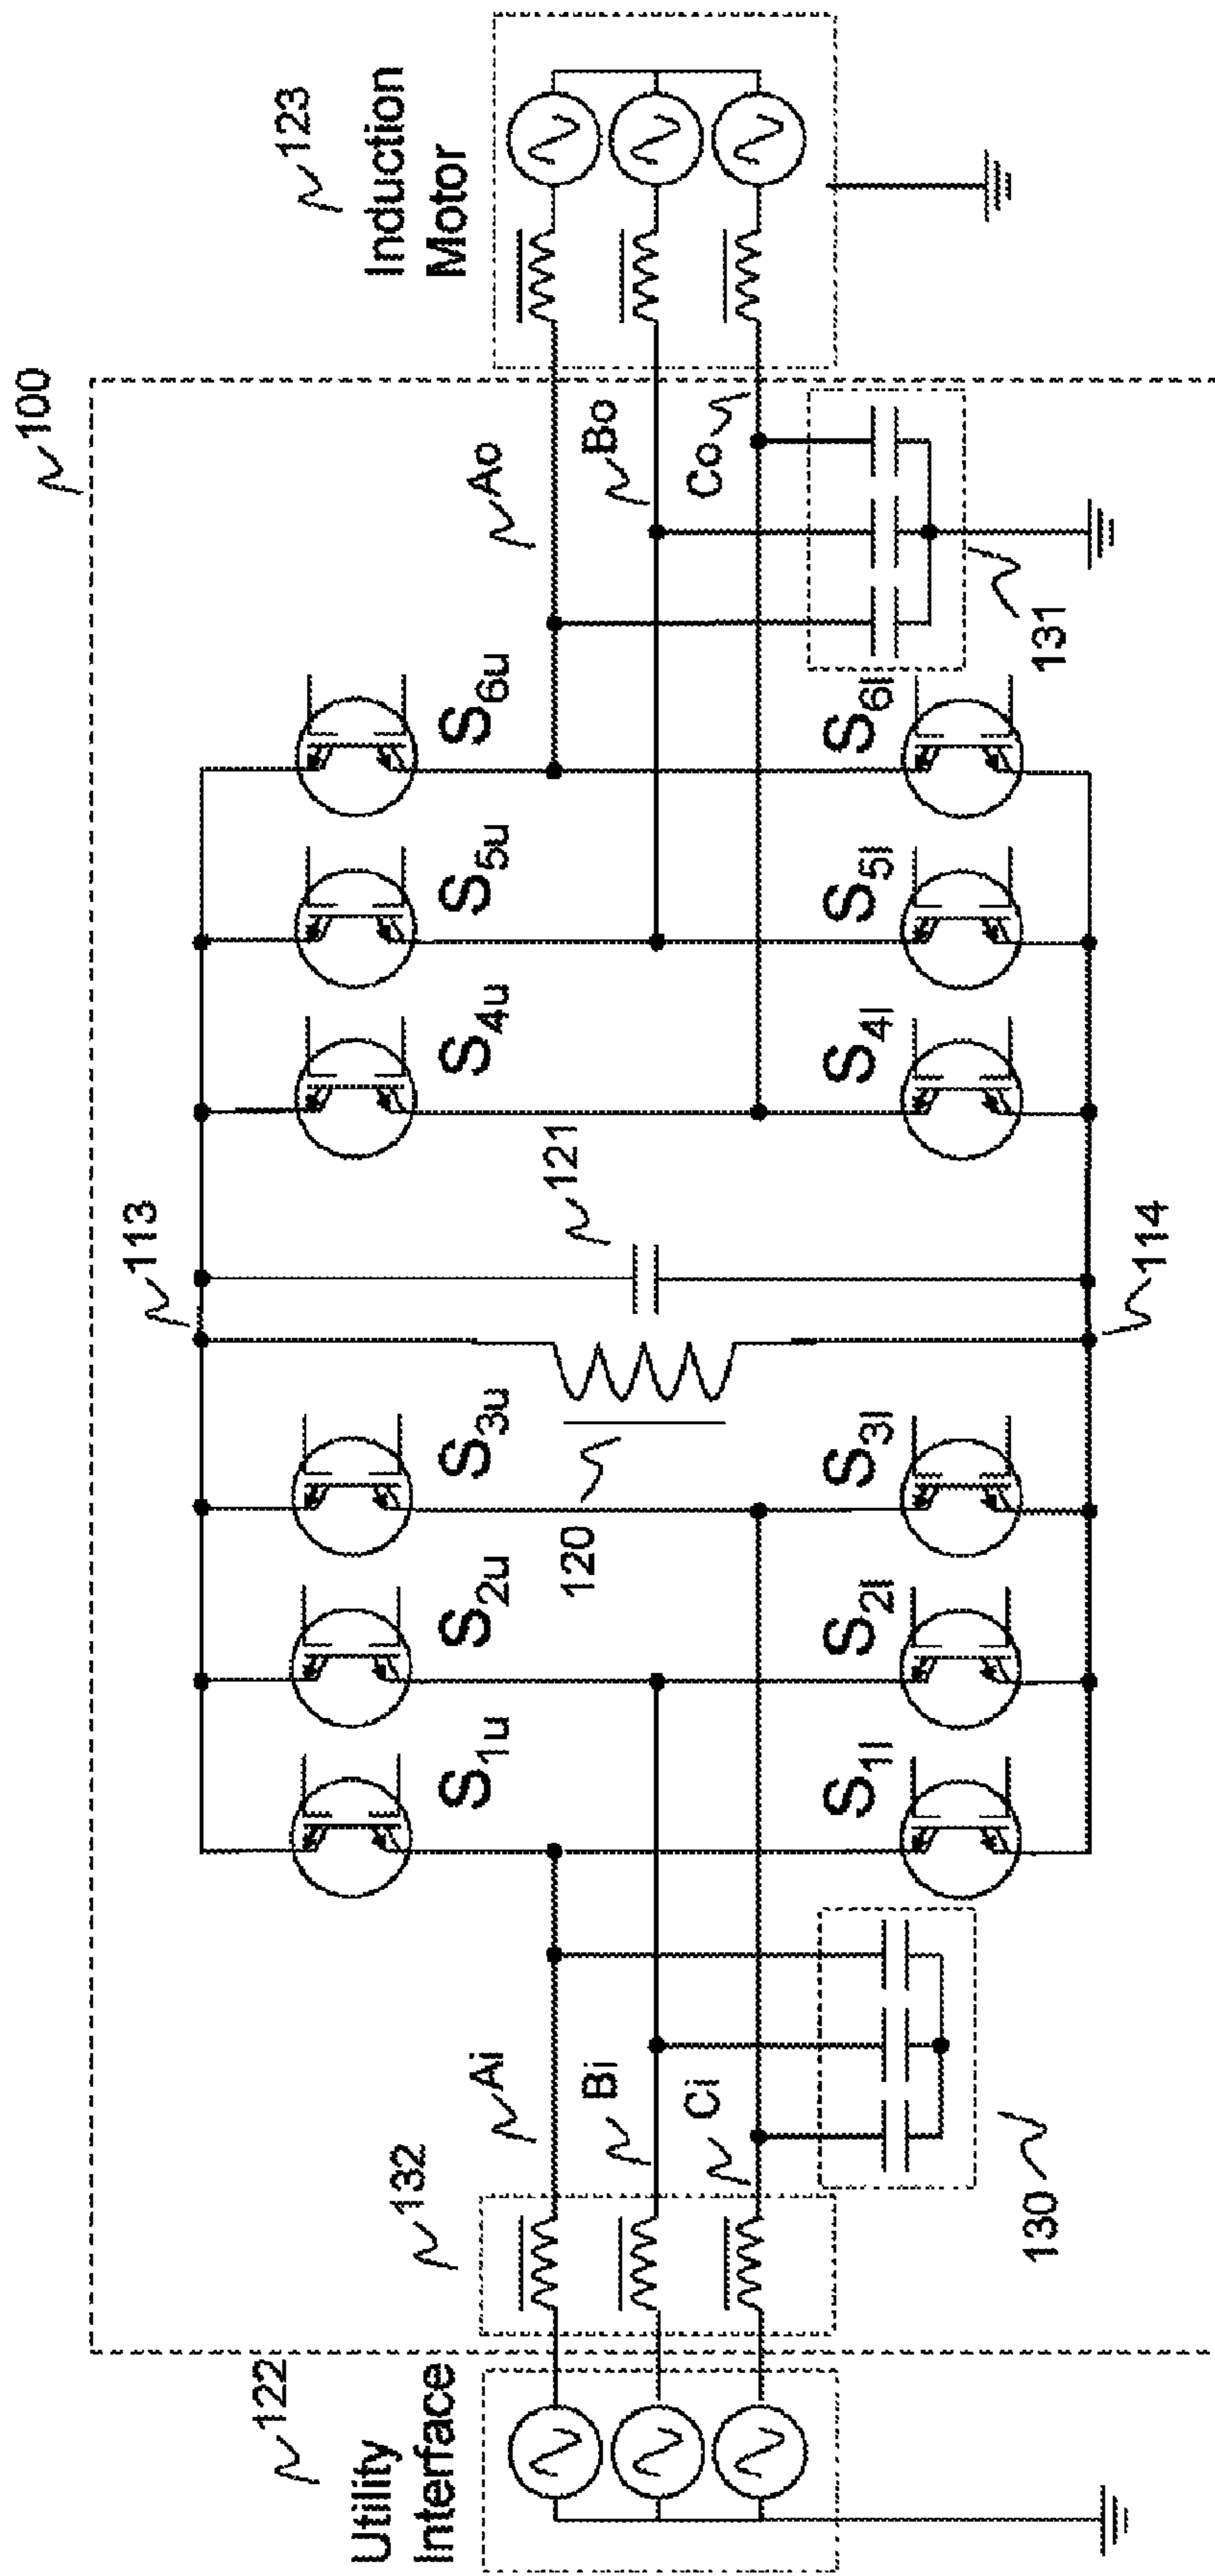 100
123
Induction
Motor
113
Ao
Bo
Co
S1u
S2u
S3u
S4u
S5u
S6u
121
120
131
S1l
S2l
S3l
S4l
S5l
S6l
114
122
Utility
Interface
132
Ai
Bi
Ci
130